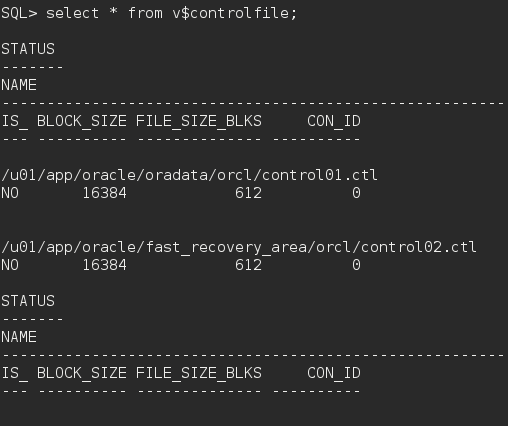 SQL> select * from v$controlfile;
STATUS
-------
NAME
--------------------------------------------------------
IS_ BLOCK_SIZE FILE_SIZE_BLKS     CON_ID
--- ---------- -------------- ----------
/u01/app/oracle/oradata/orcl/control01.ctl
NO       16384            612          0
/u01/app/oracle/fast_recovery_area/orcl/control02.ctl
NO       16384            612          0
STATUS
-------
NAME
--------------------------------------------------------
IS_ BLOCK_SIZE FILE_SIZE_BLKS     CON_ID
--- ---------- -------------- ----------